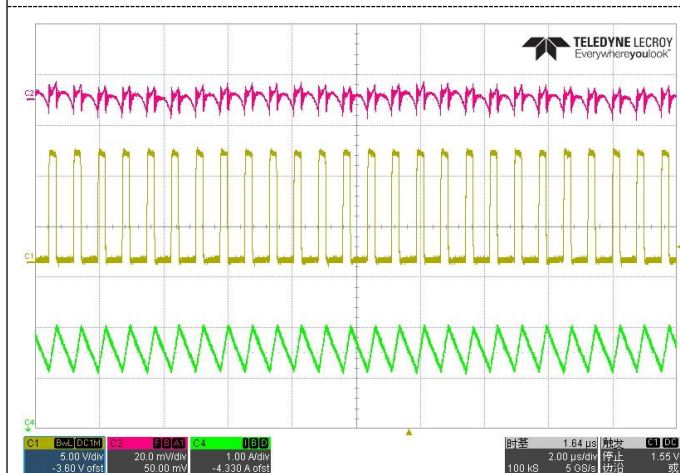 TELEDYNE LECROY
Everywhereyoulook™
C2
C1
C4
C1 BwL DC1M
5.00 V/div
-3.60 V ofst
C2 F B A1
20.0 mV/div
50.00 mV
C4 I B D
1.00 A/div
-4.330 A ofst
时基 1.64 µs
2.00 µs/div
100 kS 5 GS/s
触发 C1 DC
停止 1.55 V
边沿 或